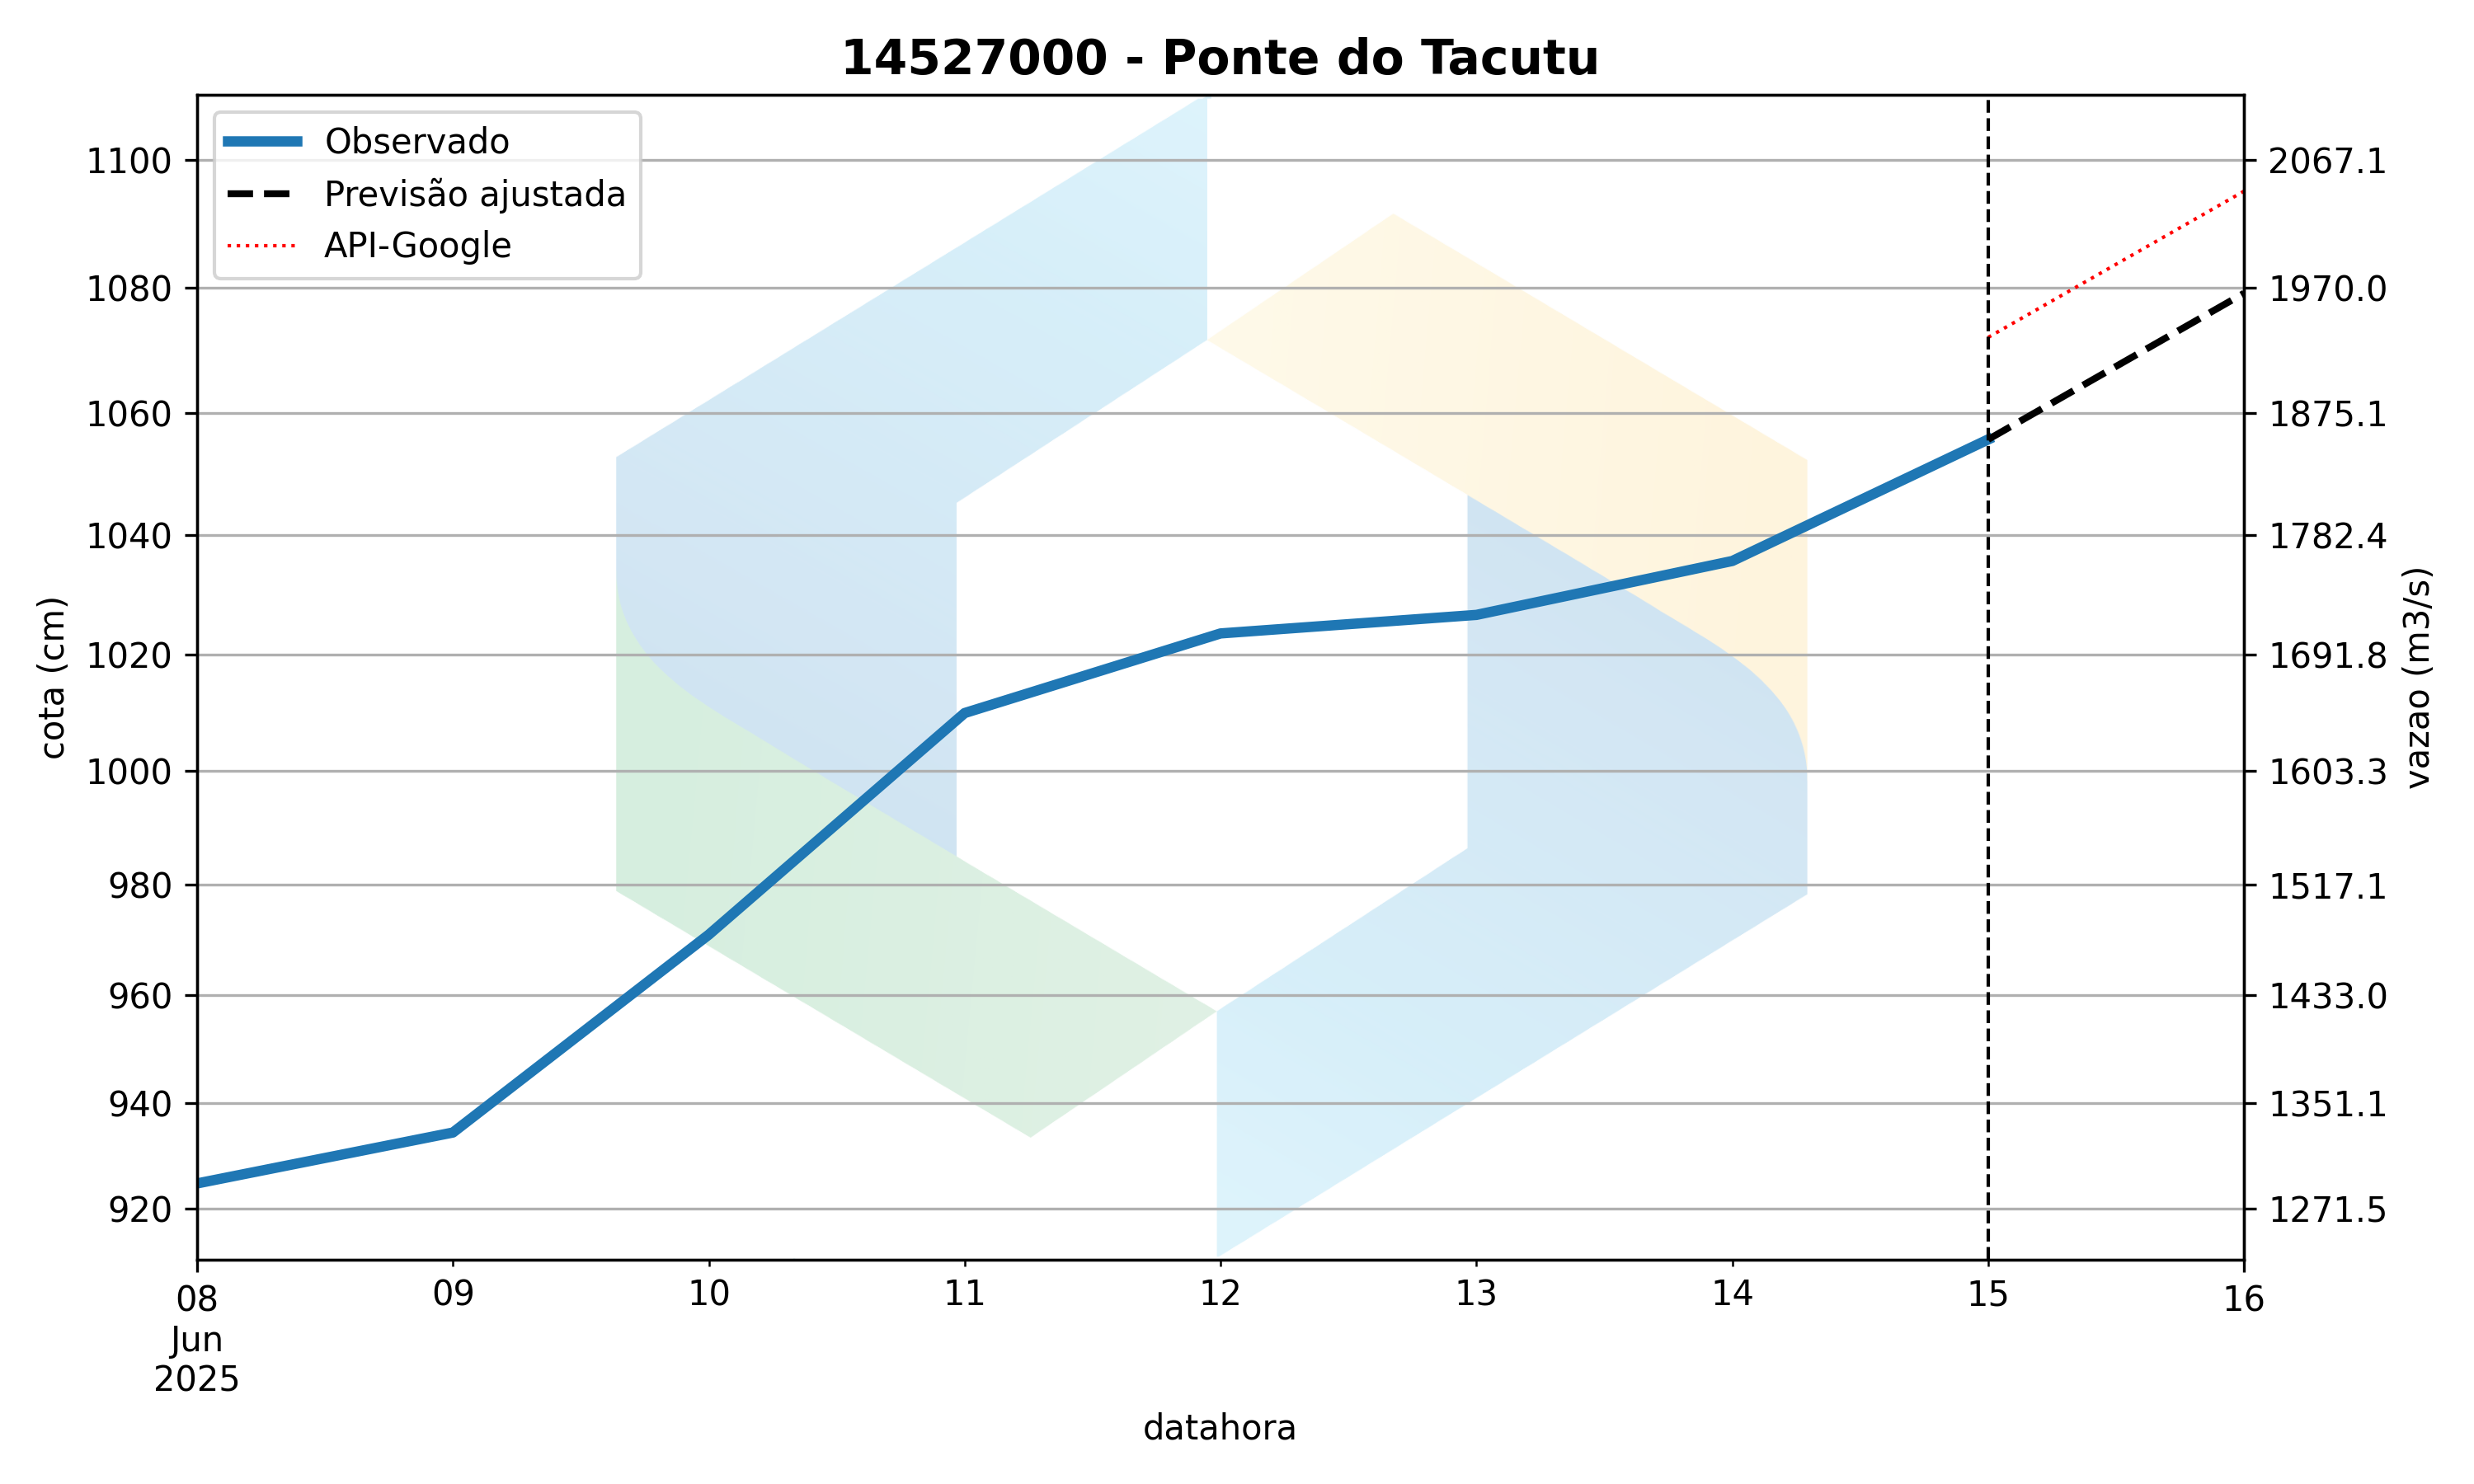 14527000 - Ponte do Tacutu
Observado
Previsão ajustada
API-Google
1100
1080
1060
1040
1020
1000
980
960
940
920
cota (cm)
2067.1
1970.0
1875.1
1782.4
1691.8
1603.3
1517.1
1433.0
1351.1
1271.5
vazao (m3/s)
08 09 10 11 12 13 14 15 16
Jun
2025
datahora